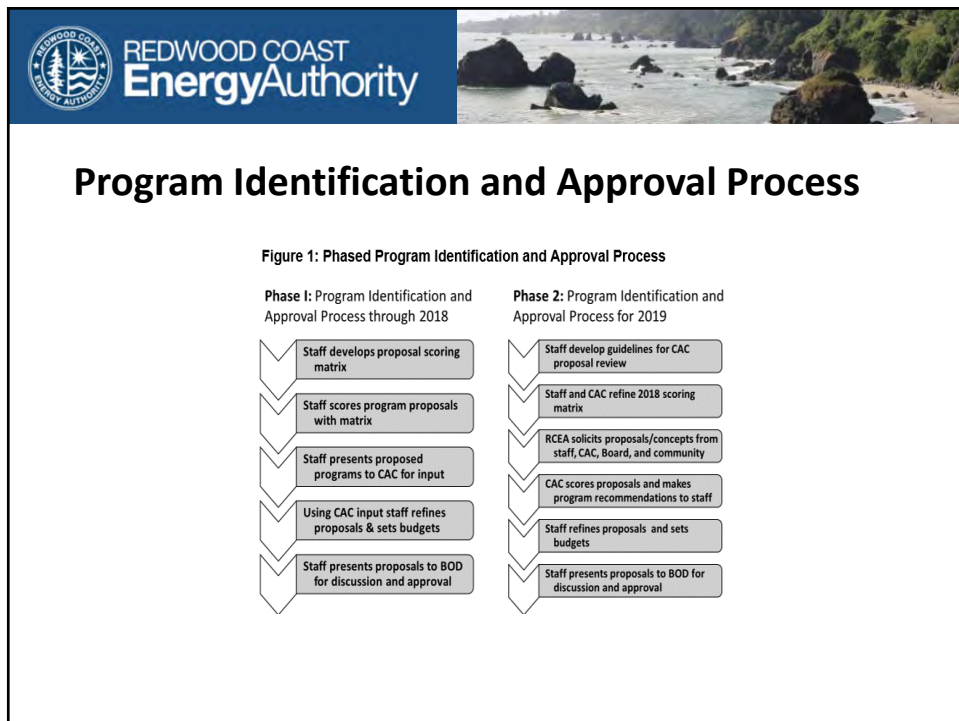 REDWOOD COAST
ENERGY AUTHORITY
REDWOOD COAST
EnergyAuthority
Program Identification and Approval Process
Figure 1: Phased Program Identification and Approval Process
Phase I: Program Identification and
Approval Process through 2018
Staff develops proposal scoring
matrix
Staff scores program proposals
with matrix
Staff presents proposed
programs to CAC for input
Using CAC input staff refines
proposals & sets budgets
Staff presents proposals to BOD
for discussion and approval
Phase 2: Program Identification and
Approval Process for 2019
Staff develop guidelines for CAC
proposal review
Staff and CAC refine 2018 scoring
matrix
RCEA solicits proposals/concepts from
staff, CAC, Board, and community
CAC scores proposals and makes
program recommendations to staff
Staff refines proposals and sets
budgets
Staff presents proposals to BOD for
discussion and approval